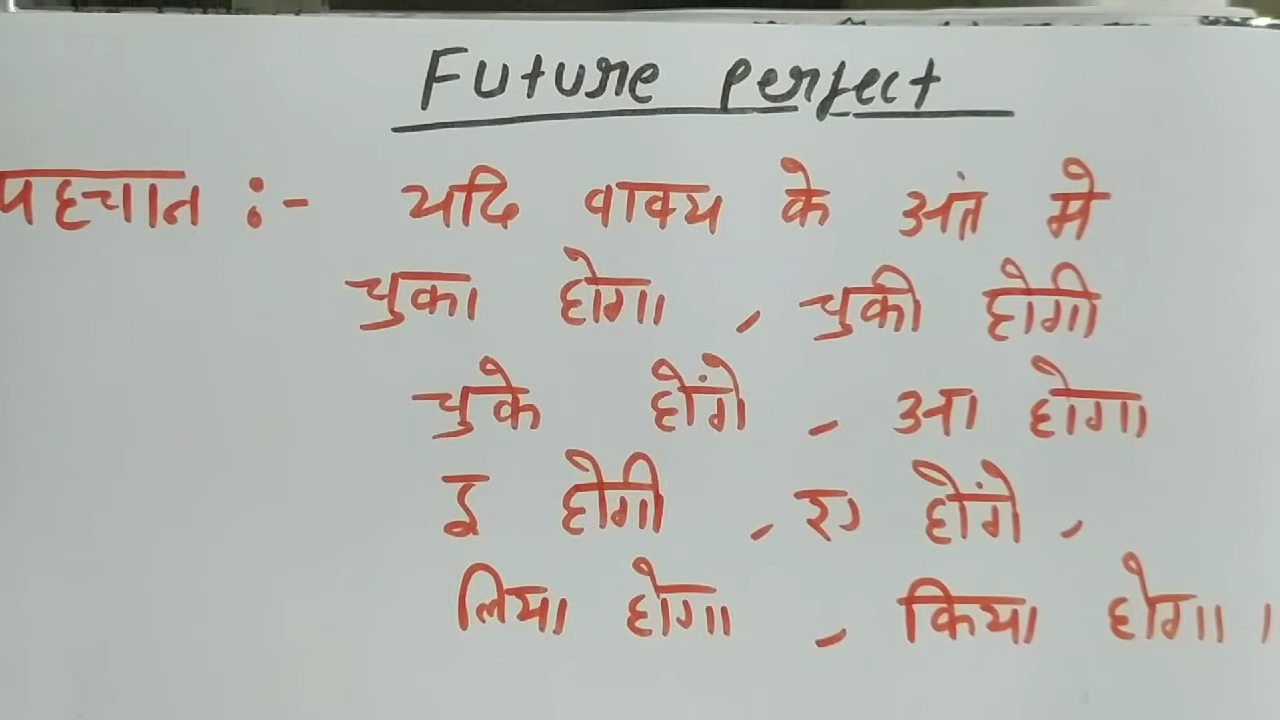 Future perfect
पहचान :- यदि वाक्य के अंत मे
चुका होगा , चुकी होगी
चुके होंगे , आ होगा
इ होगी , ए होंगे ,
लिया होगा , किया होगा ।